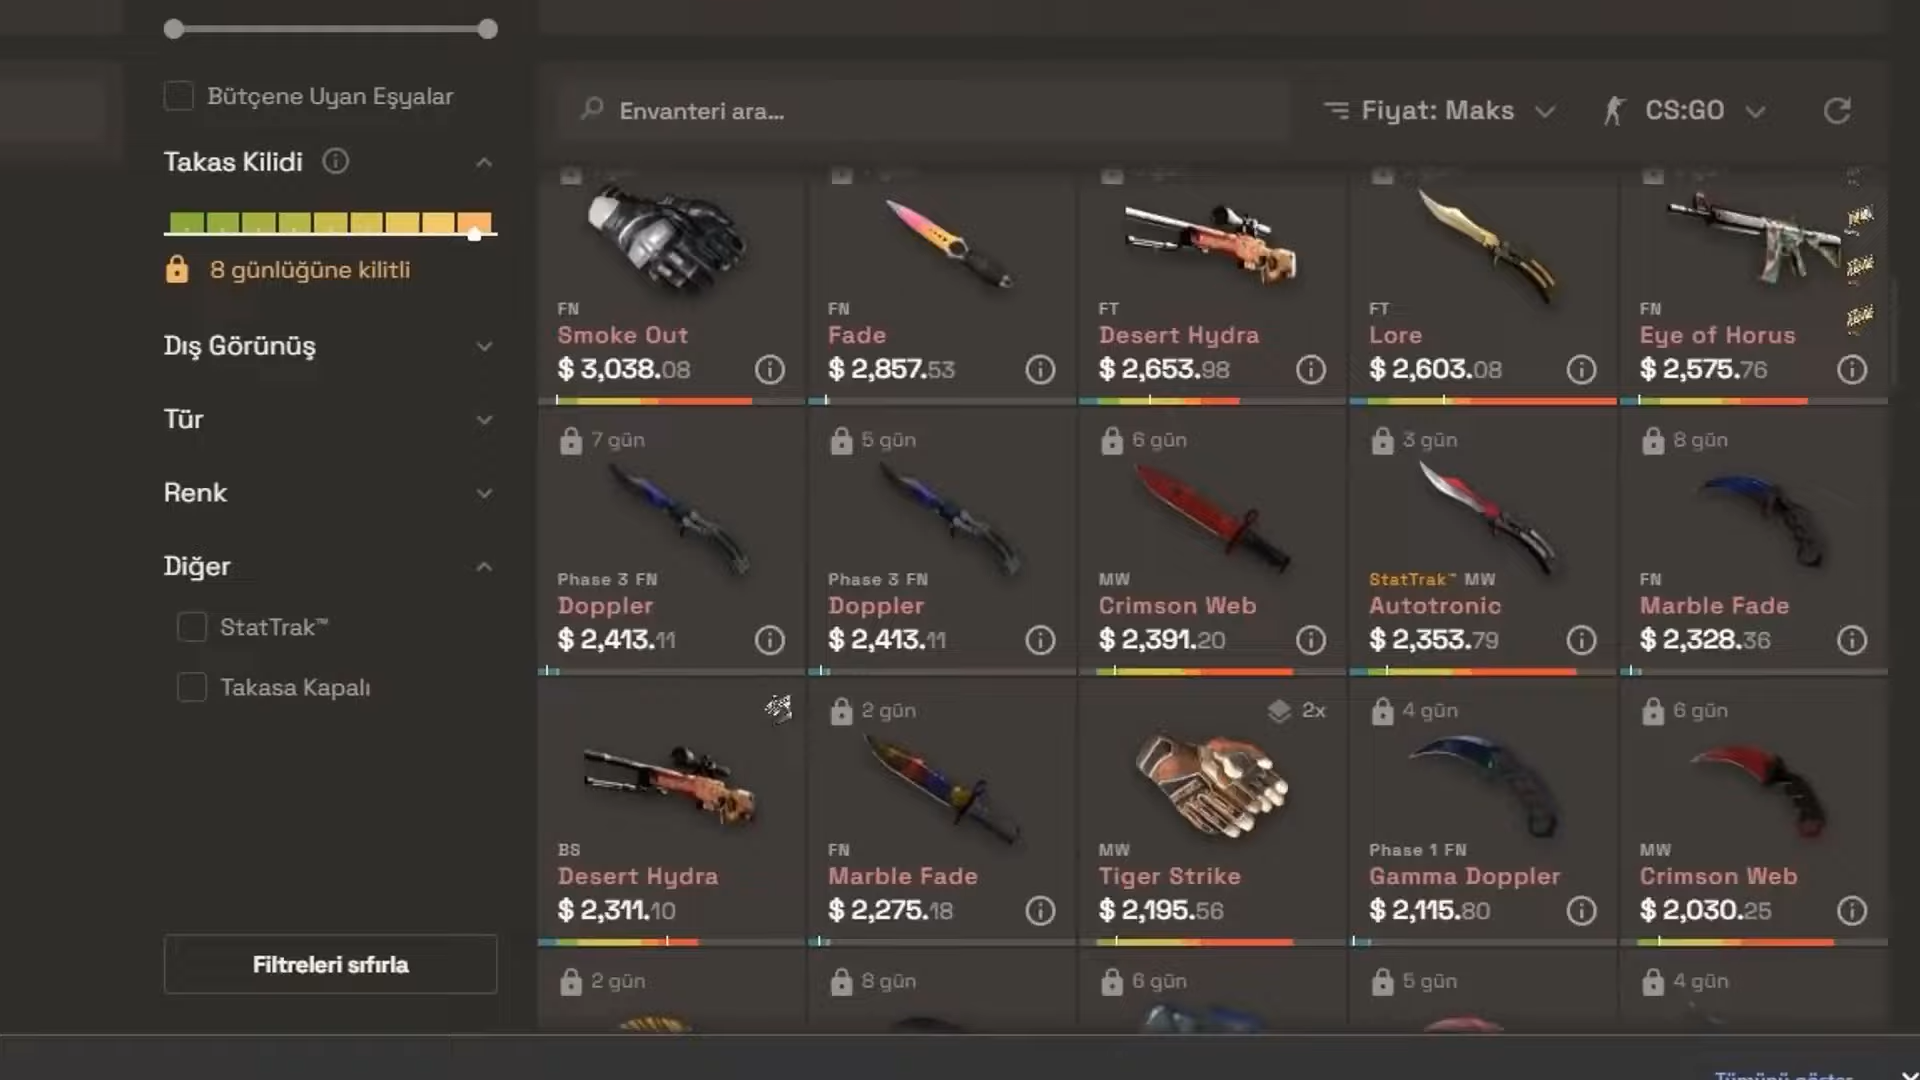 Bütçene Uyan Eşyalar
Takas Kilidi
8 günlüğüne kilitli
Dış Görünüş
Tür
Renk
Diğer
StatTrak™
Takasa Kapalı
Filtreleri sıfırla
Envanteri ara...
Fiyat: Maks
CS:GO
FN
Smoke Out
$ 3,038.08
FN
Fade
$ 2,857.53
FT
Desert Hydra
$ 2,653.98
FT
Lore
$ 2,603.08
FN
Eye of Horus
$ 2,575.76
7 gün
Phase 3 FN
Doppler
$ 2,413.11
5 gün
Phase 3 FN
Doppler
$ 2,413.11
6 gün
MW
Crimson Web
$ 2,391.20
3 gün
StatTrak™ MW
Autotronic
$ 2,353.79
8 gün
FN
Marble Fade
$ 2,328.36
BS
Desert Hydra
$ 2,311.10
2 gün
FN
Marble Fade
$ 2,275.18
2x
MW
Tiger Strike
$ 2,195.56
4 gün
Phase 1 FN
Gamma Doppler
$ 2,115.80
6 gün
MW
Crimson Web
$ 2,030.25
2 gün
8 gün
6 gün
5 gün
4 gün
Tümünü göster